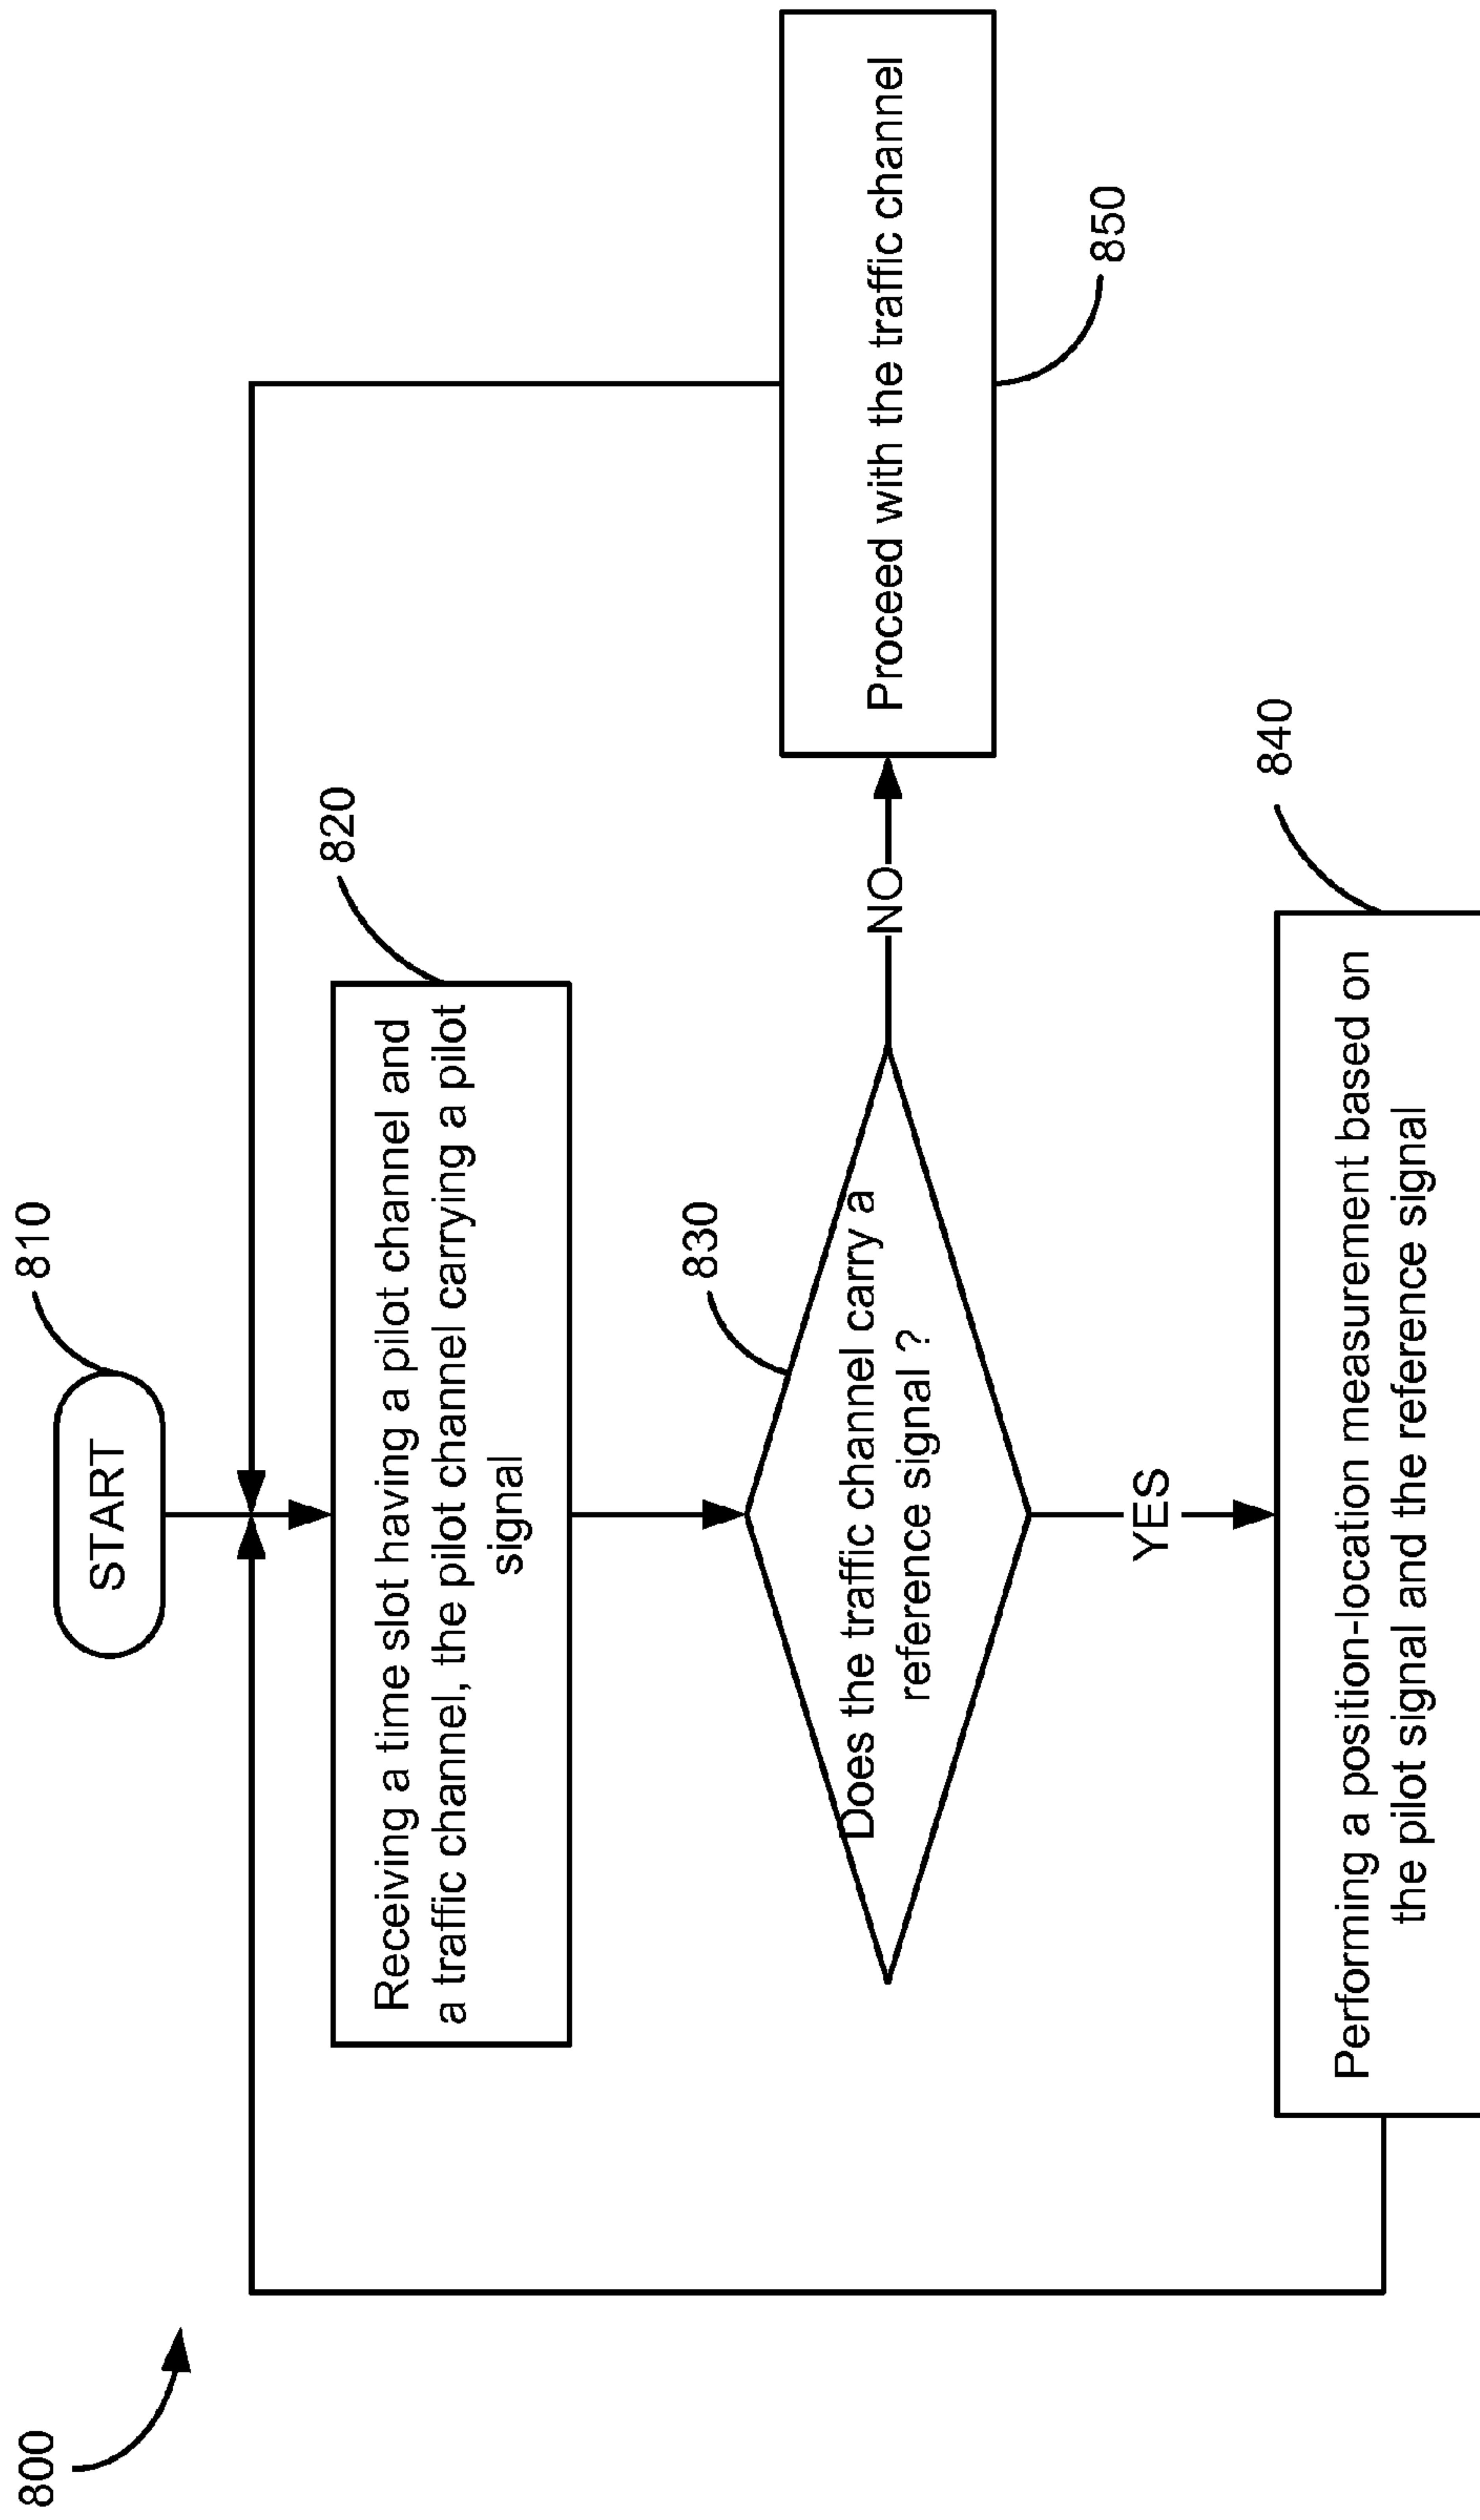 800
810
START
820
Receiving a time slot having a pilot channel and
a traffic channel, the pilot channel carrying a pilot
signal
830
Does the traffic channel carry a
reference signal ?
NO
Proceed with the traffic channel
850
YES
840
Performing a position-location measurement based on
the pilot signal and the reference signal